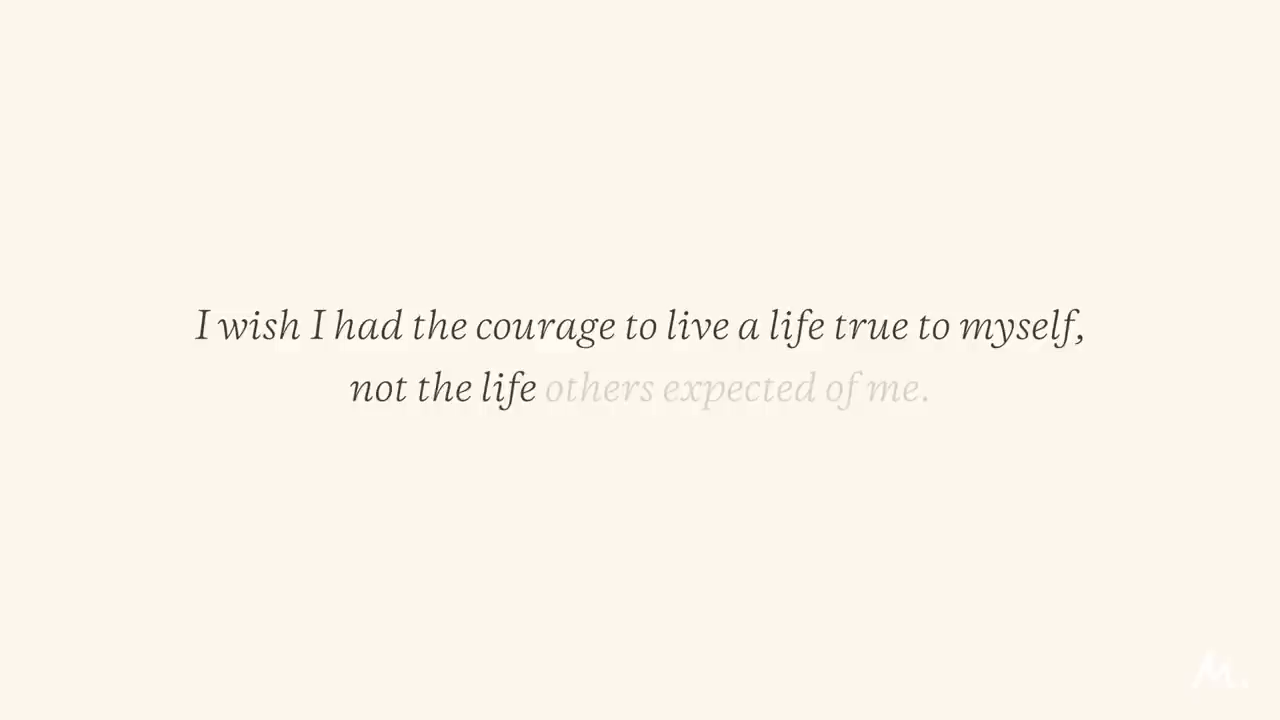 I wish I had the courage to live a life true to myself,
not the life others expected of me.
M.